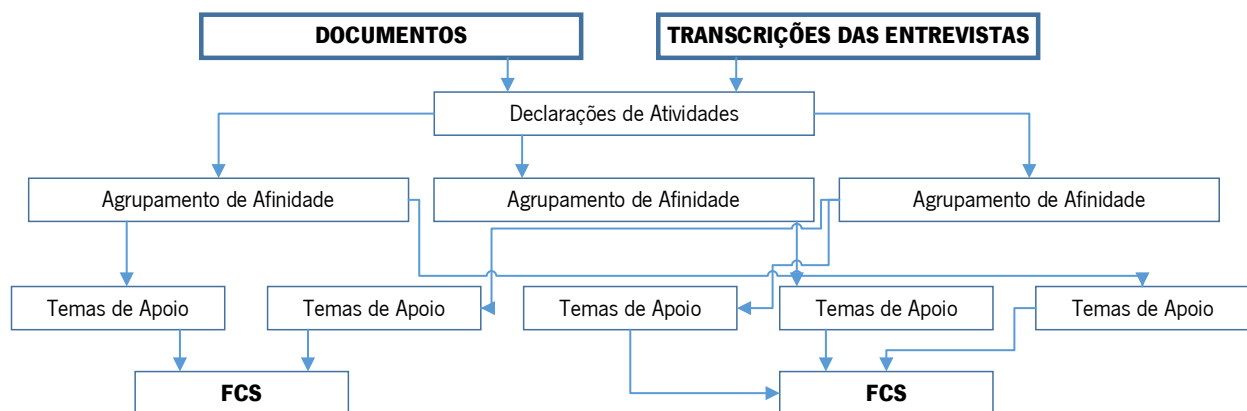 DOCUMENTOS
TRANSCRIÇÕES DAS ENTREVISTAS
Declarações de Atividades
Agrupamento de Afinidade
Agrupamento de Afinidade
Agrupamento de Afinidade
Temas de Apoio
Temas de Apoio
Temas de Apoio
Temas de Apoio
Temas de Apoio
FCS
FCS